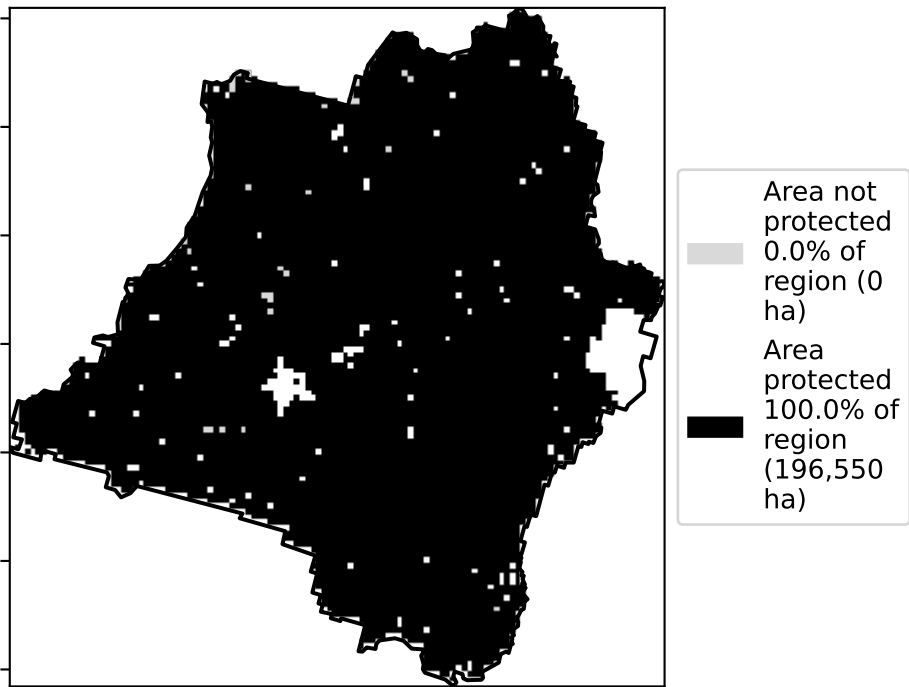 Area not
protected
0.0% of
region (0
ha)
Area
protected
100.0% of
region
(196,550
ha)